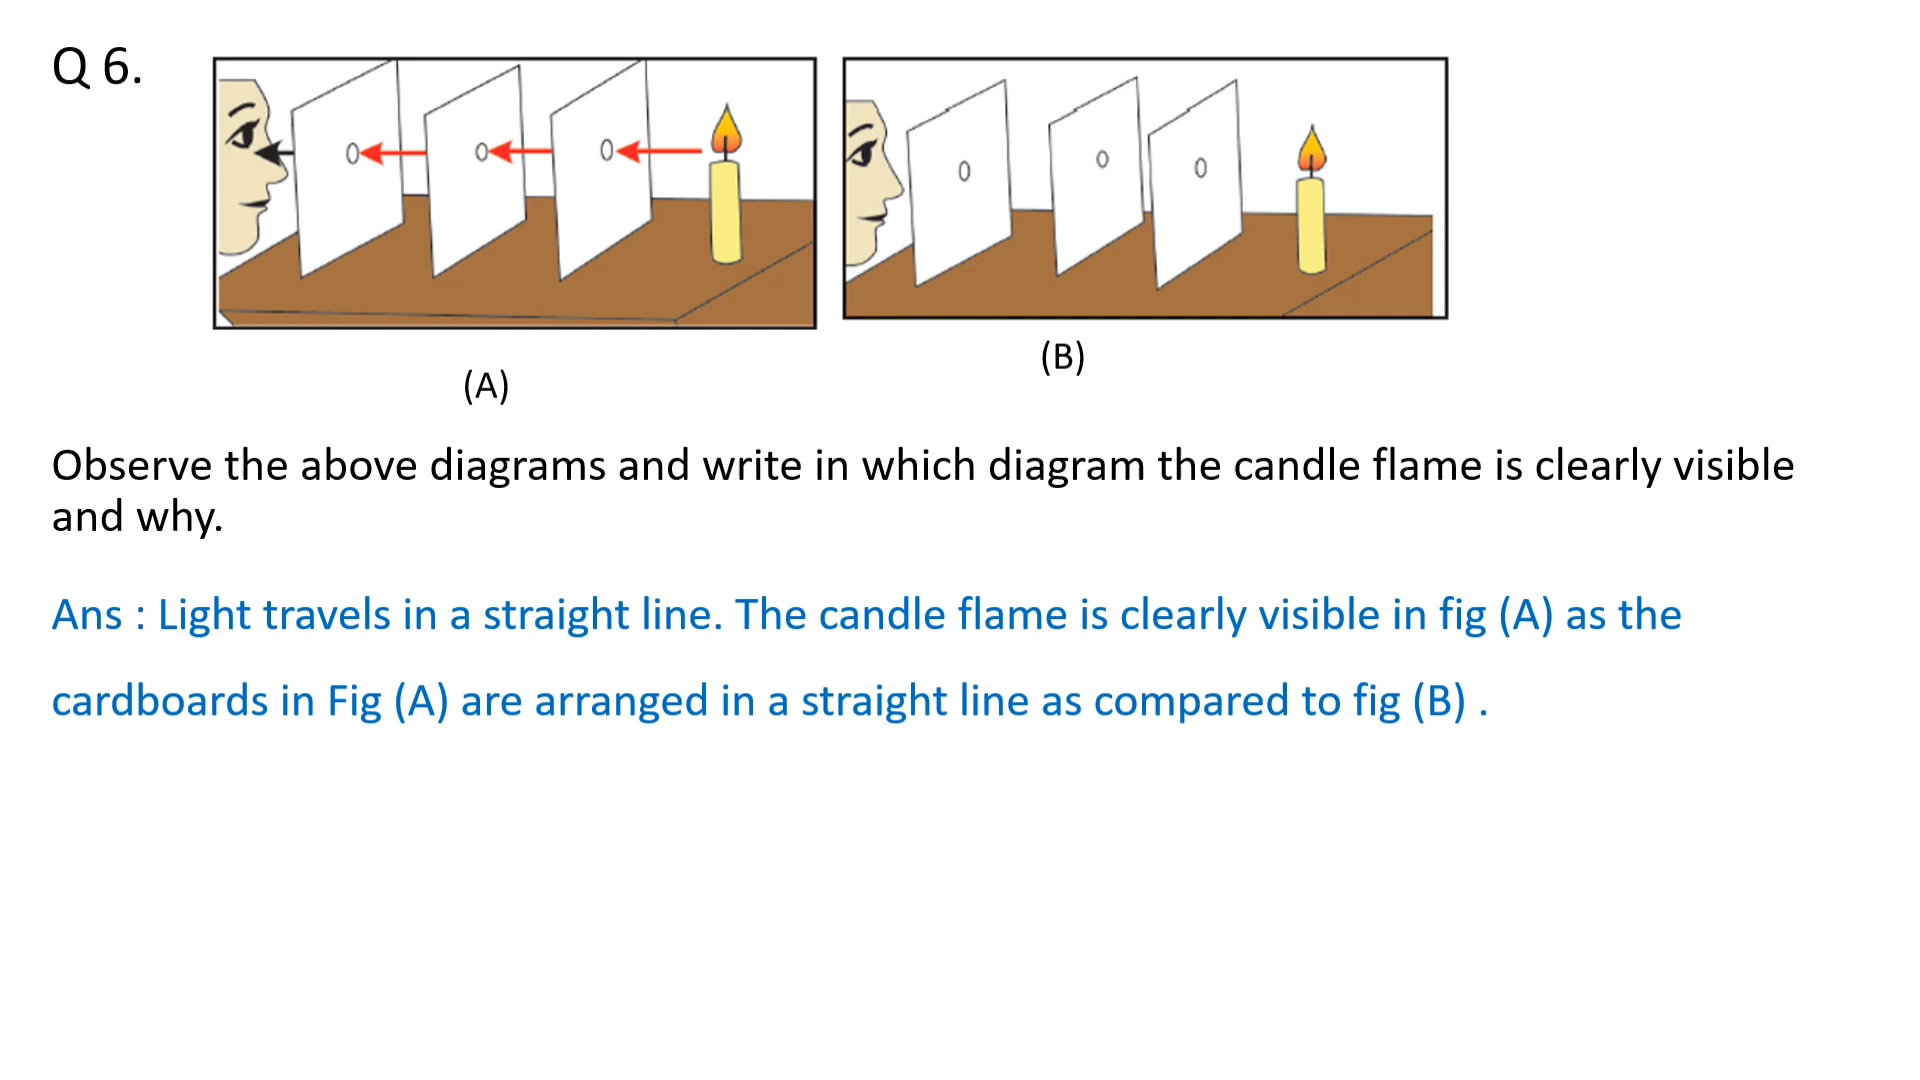 Q 6.
(A)
(B)
Observe the above diagrams and write in which diagram the candle flame is clearly visible
and why.
Ans : Light travels in a straight line. The candle flame is clearly visible in fig (A) as the
cardboards in Fig (A) are arranged in a straight line as compared to fig (B) .